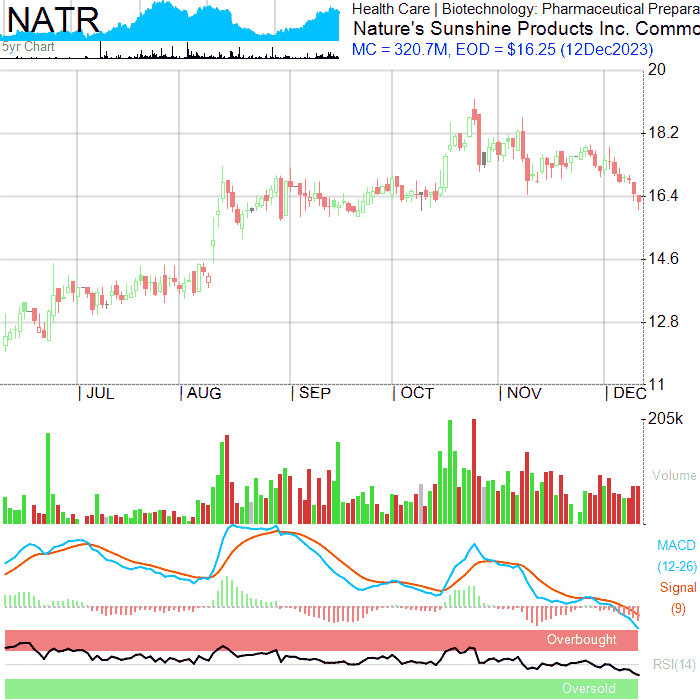 NATR
5yr Chart
Health Care | Biotechnology: Pharmaceutical Prepara
Nature's Sunshine Products Inc. Commo
MC = 320.7M, EOD = $16.25 (12Dec2023)
20
18.2
16.4
14.6
12.8
11
| JUL | AUG | SEP | OCT | NOV | DEC
205k
Volume
MACD
(12-26)
Signal
(9)
Overbought
RSI(14)
Oversold